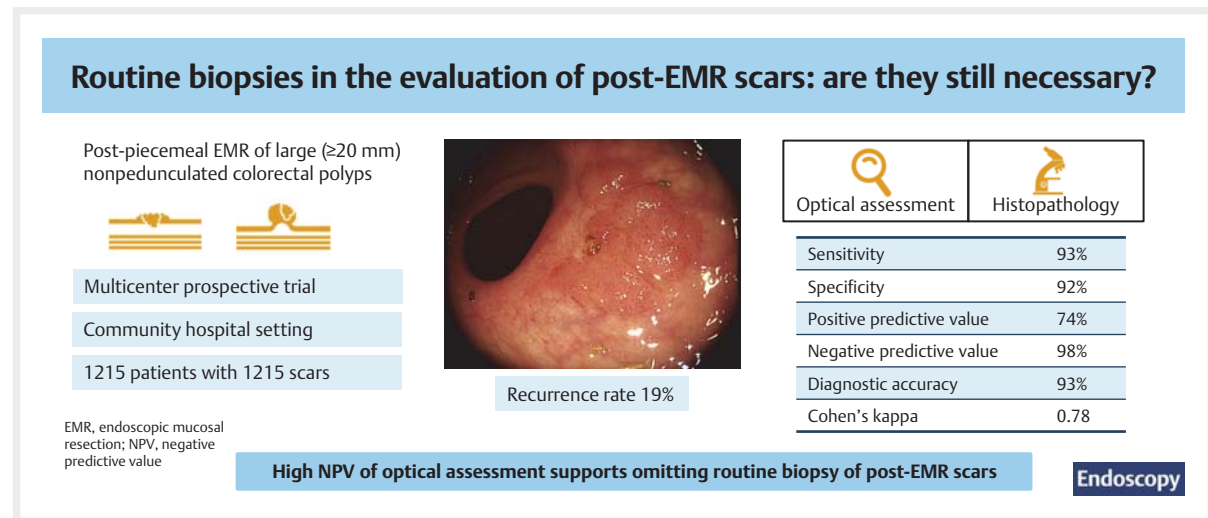 Routine biopsies in the evaluation of post-EMR scars: are they still necessary?
Post-piecemeal EMR of large (≥20 mm)
nonpedunculated colorectal polyps
Multicenter prospective trial
Community hospital setting
1215 patients with 1215 scars
EMR, endoscopic mucosal
resection; NPV, negative
predictive value
Recurrence rate 19%
Optical assessment Histopathology
Sensitivity 93%
Specificity 92%
Positive predictive value 74%
Negative predictive value 98%
Diagnostic accuracy 93%
Cohen's kappa 0.78
High NPV of optical assessment supports omitting routine biopsy of post-EMR scars
Endoscopy